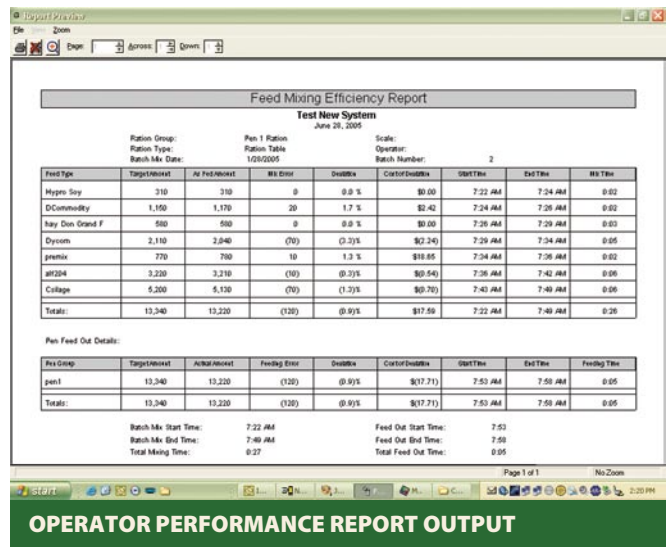 Report Preview
File Zoom
Page: Across: Down:
Feed Mixing Efficiency Report
Test New System
June 28, 2005
Ration Group: Pen 1 Ration Scale:
Ration Type: Ration Table Operator:
Batch Mix Date: 1/28/2005 Batch Number: 2
Feed Type Target Amount As Fed Amount Mix Error Deviation Cost of Deviation Start Time End Time Mix Time
Hypro Soy 310 310 0 0.0 % $0.00 7:22 AM 7:24 AM 0:02
DCommodity 1,150 1,170 20 1.7 % $2.42 7:24 AM 7:26 AM 0:02
hay Don Grand F 580 580 0 0.0 % $0.00 7:26 AM 7:29 AM 0:03
Dycom 2,110 2,040 (70) (3.3)% $(2.24) 7:29 AM 7:34 AM 0:05
premix 770 780 10 1.3 % $18.65 7:34 AM 7:36 AM 0:02
alf204 3,220 3,210 (10) (0.3)% $(0.54) 7:36 AM 7:42 AM 0:06
Csilage 5,200 5,130 (70) (1.3)% $(0.70) 7:43 AM 7:49 AM 0:06
Totals: 13,340 13,220 (120) (0.9)% $17.59 7:22 AM 7:49 AM 0:26
Pen Feed Out Details:
Pen Group Target Amount Actual Amount Feeding Error Deviation Cost of Deviation Start Time End Time Feeding Time
pen1 13,340 13,220 (120) (0.9)% $(17.71) 7:53 AM 7:58 AM 0:05
Totals: 13,340 13,220 (120) (0.9)% $(17.71) 7:53 AM 7:58 AM 0:05
Batch Mix Start Time: 7:22 AM Feed Out Start Time: 7:53
Batch Mix End Time: 7:49 AM Feed Out End Time: 7:58
Total Mixing Time: 0:27 Total Feed Out Time: 0:05
Page 1 of 1 No Zoom
start 2:20 PM
OPERATOR PERFORMANCE REPORT OUTPUT